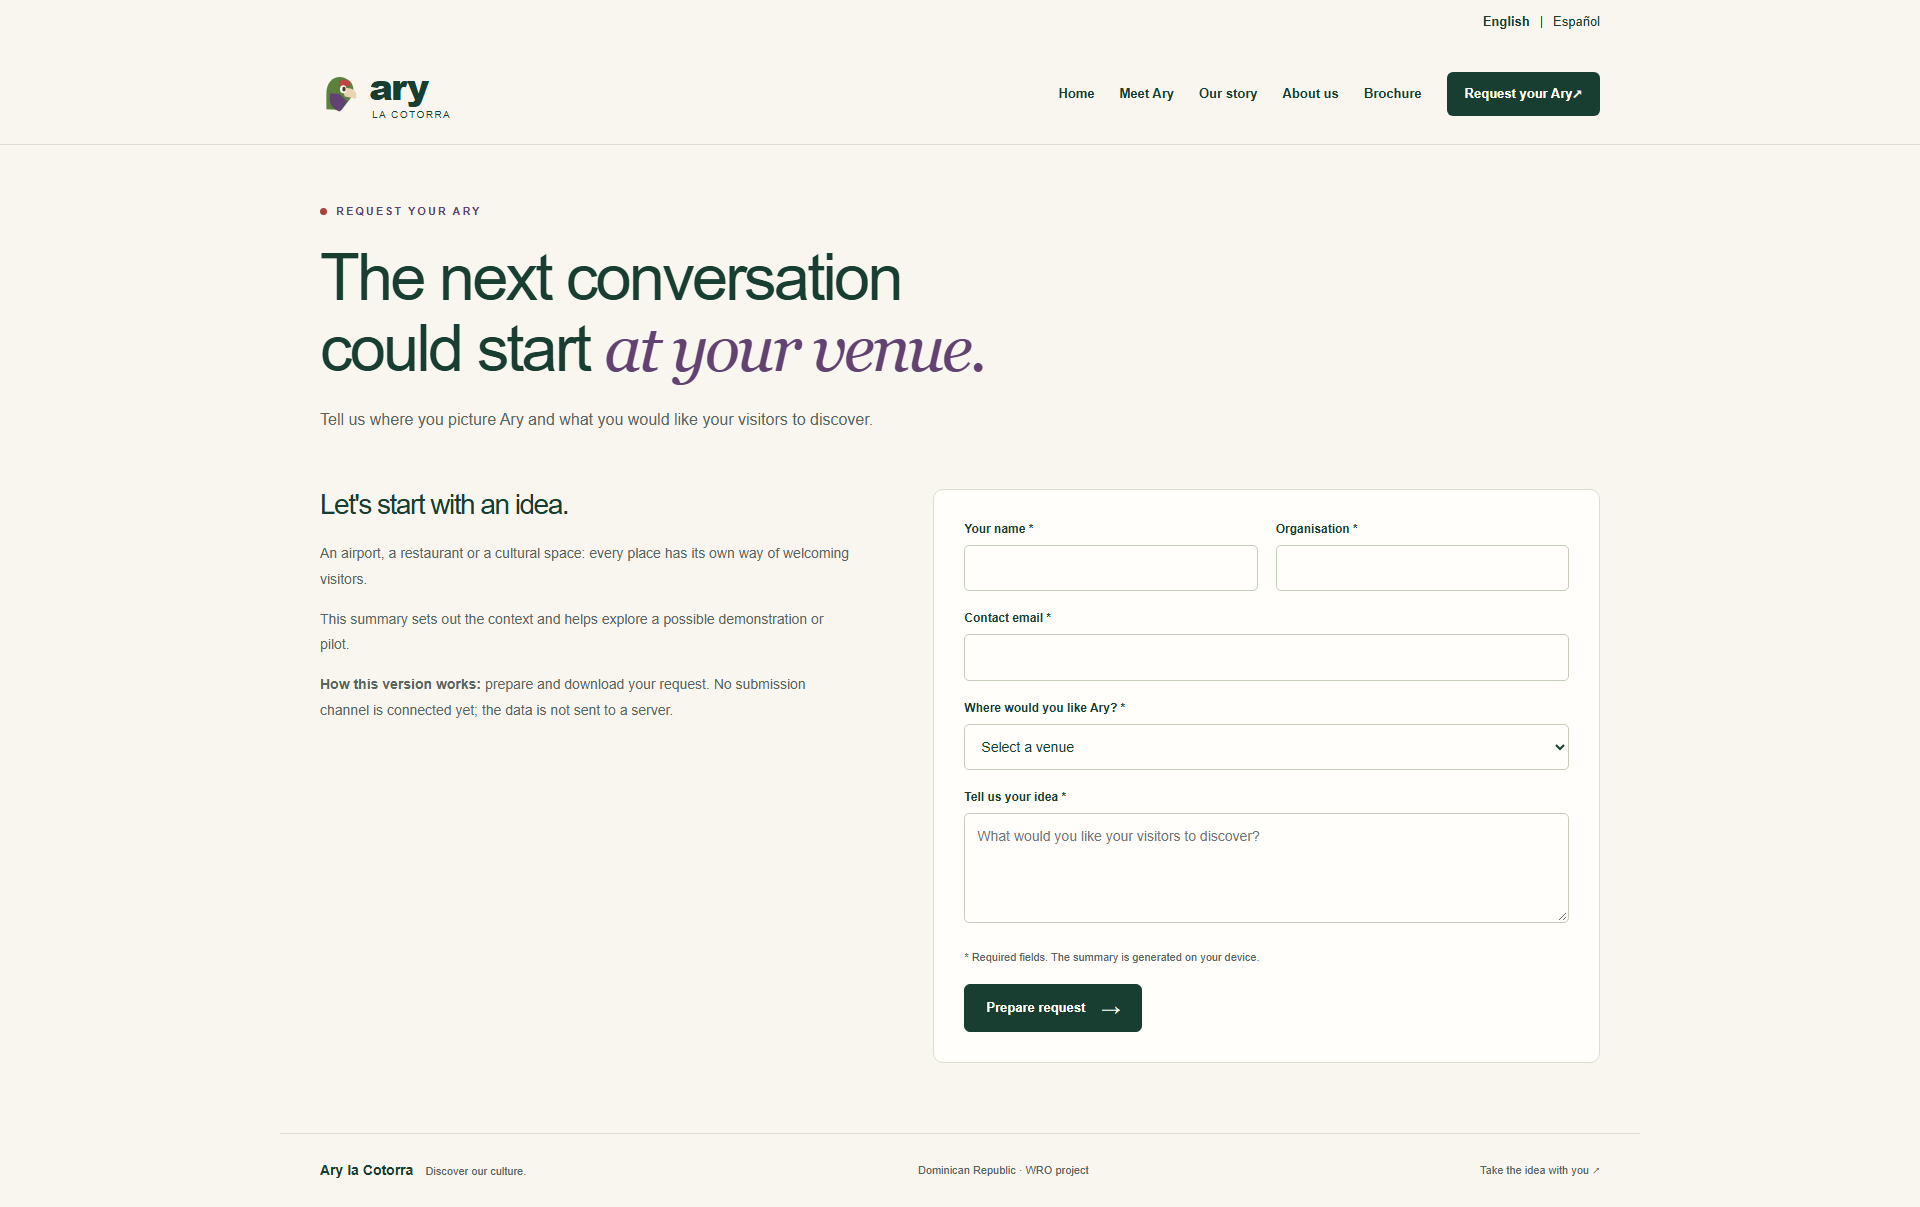 English | Español
ary
LA COTORRA
Home Meet Ary Our story About us Brochure Request your Ary↗
REQUEST YOUR ARY
The next conversation
could start at your venue.
Tell us where you picture Ary and what you would like your visitors to discover.
Let's start with an idea.
An airport, a restaurant or a cultural space: every place has its own way of welcoming
visitors.
This summary sets out the context and helps explore a possible demonstration or
pilot.
How this version works: prepare and download your request. No submission
channel is connected yet; the data is not sent to a server.
Your name * Organisation *
Contact email *
Where would you like Ary? *
Select a venue
Tell us your idea *
What would you like your visitors to discover?
* Required fields. The summary is generated on your device.
Prepare request →
Ary la Cotorra Discover our culture. Dominican Republic · WRO project Take the idea with you ↗